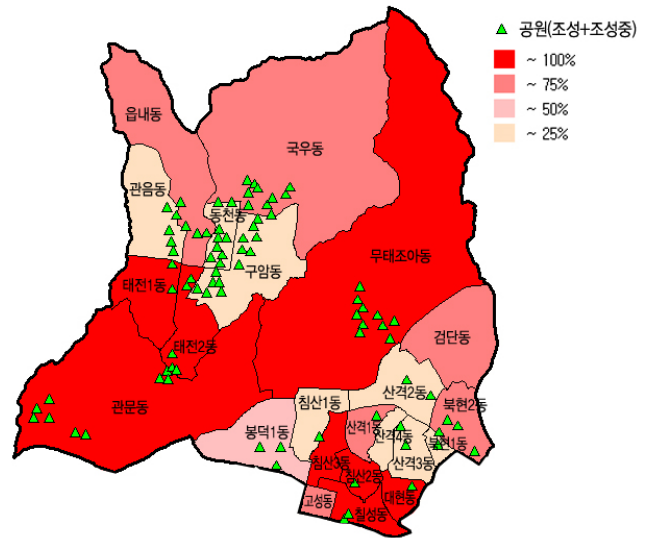 공원(조성+조성중)
~ 100%
~ 75%
~ 50%
~ 25%
읍내동
국우동
관음동
동천동
구암동
무태조아동
태전1동
태전2동
검단동
관문동
산격2동
침산1동
북현2동
봉덕1동
산격1동
산격4동
북현1동
침산3동
산격3동
침산2동
고성동
대현동
칠성동